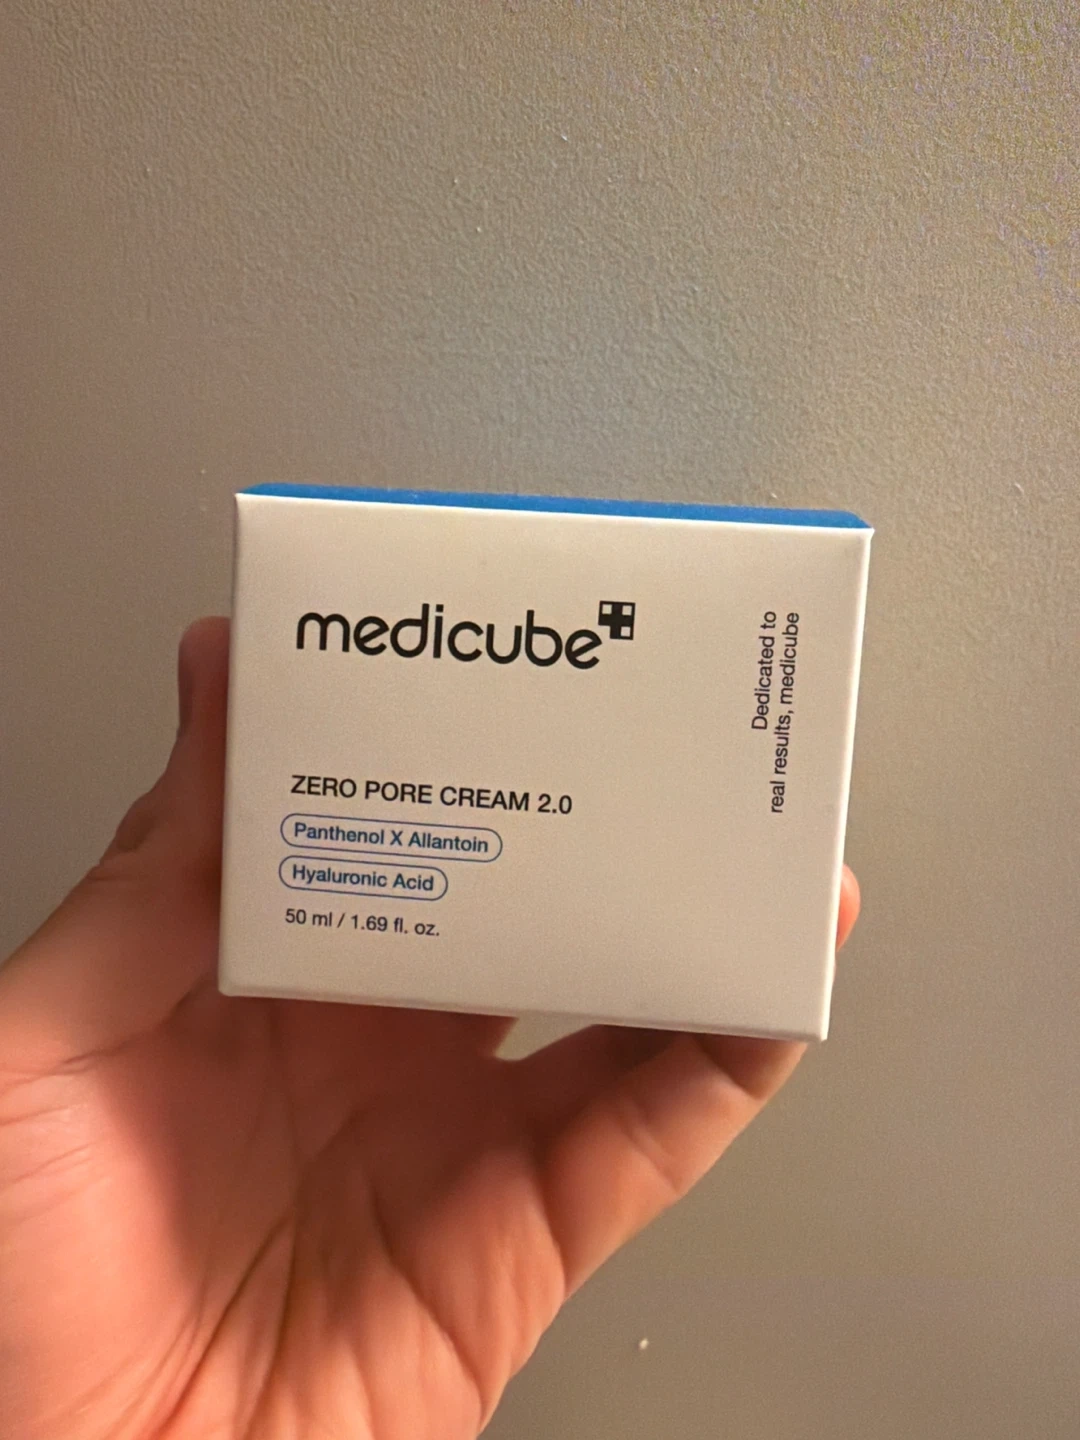 medicube
ZERO PORE CREAM 2.0
Panthenol X Allantoin
Hyaluronic Acid
50 ml / 1.69 fl. oz.
Dedicated to
real results, medicube